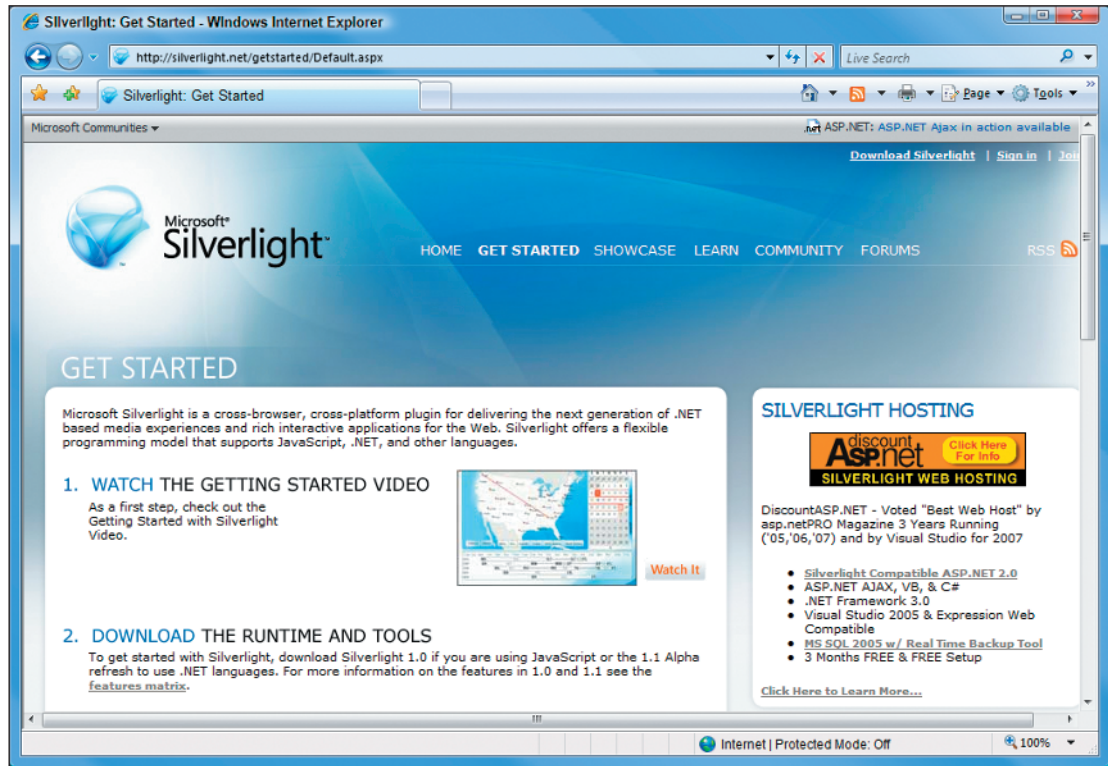 Silverlight: Get Started - Windows Internet Explorer
http://silverlight.net/getstarted/Default.aspx
Live Search
Silverlight: Get Started
Page
Tools
Microsoft Communities
.net ASP.NET: ASP.NET Ajax in action available
Download Silverlight | Sign in | Joi
Microsoft®
Silverlight™
HOME GET STARTED SHOWCASE LEARN COMMUNITY FORUMS RSS
GET STARTED
Microsoft Silverlight is a cross-browser, cross-platform plugin for delivering the next generation of .NET
based media experiences and rich interactive applications for the Web. Silverlight offers a flexible
programming model that supports JavaScript, .NET, and other languages.
1. WATCH THE GETTING STARTED VIDEO
As a first step, check out the
Getting Started with Silverlight
Video.
Watch It
2. DOWNLOAD THE RUNTIME AND TOOLS
To get started with Silverlight, download Silverlight 1.0 if you are using JavaScript or the 1.1 Alpha
refresh to use .NET languages. For more information on the features in 1.0 and 1.1 see the
features matrix.
SILVERLIGHT HOSTING
discount
ASP.net
Click Here
For Info
SILVERLIGHT WEB HOSTING
DiscountASP.NET - Voted "Best Web Host" by
asp.netPRO Magazine 3 Years Running
('05,'06,'07) and by Visual Studio for 2007
• Silverlight Compatible ASP.NET 2.0
• ASP.NET AJAX, VB, & C#
• .NET Framework 3.0
• Visual Studio 2005 & Expression Web
Compatible
• MS SQL 2005 w/ Real Time Backup Tool
• 3 Months FREE & FREE Setup
Click Here to Learn More...
Internet | Protected Mode: Off
100%